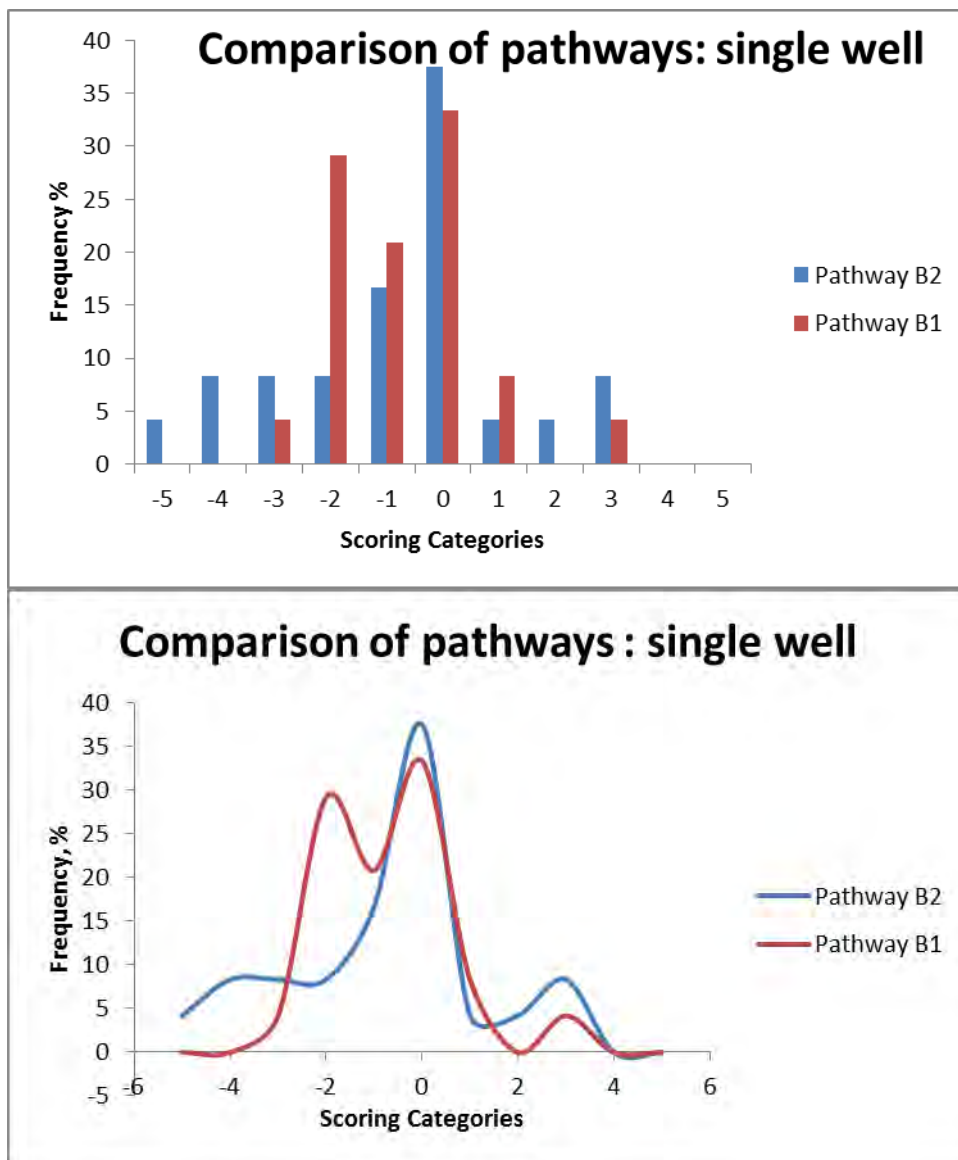 Comparison of pathways: single well
40
35
30
25
20
15
10
5
0
Frequency %
-5 -4 -3 -2 -1 0 1 2 3 4 5
Scoring Categories
Pathway B2
Pathway B1
Comparison of pathways : single well
40
35
30
25
20
15
10
5
0
-5
Frequency, %
-6 -4 -2 0 2 4 6
Scoring Categories
Pathway B2
Pathway B1